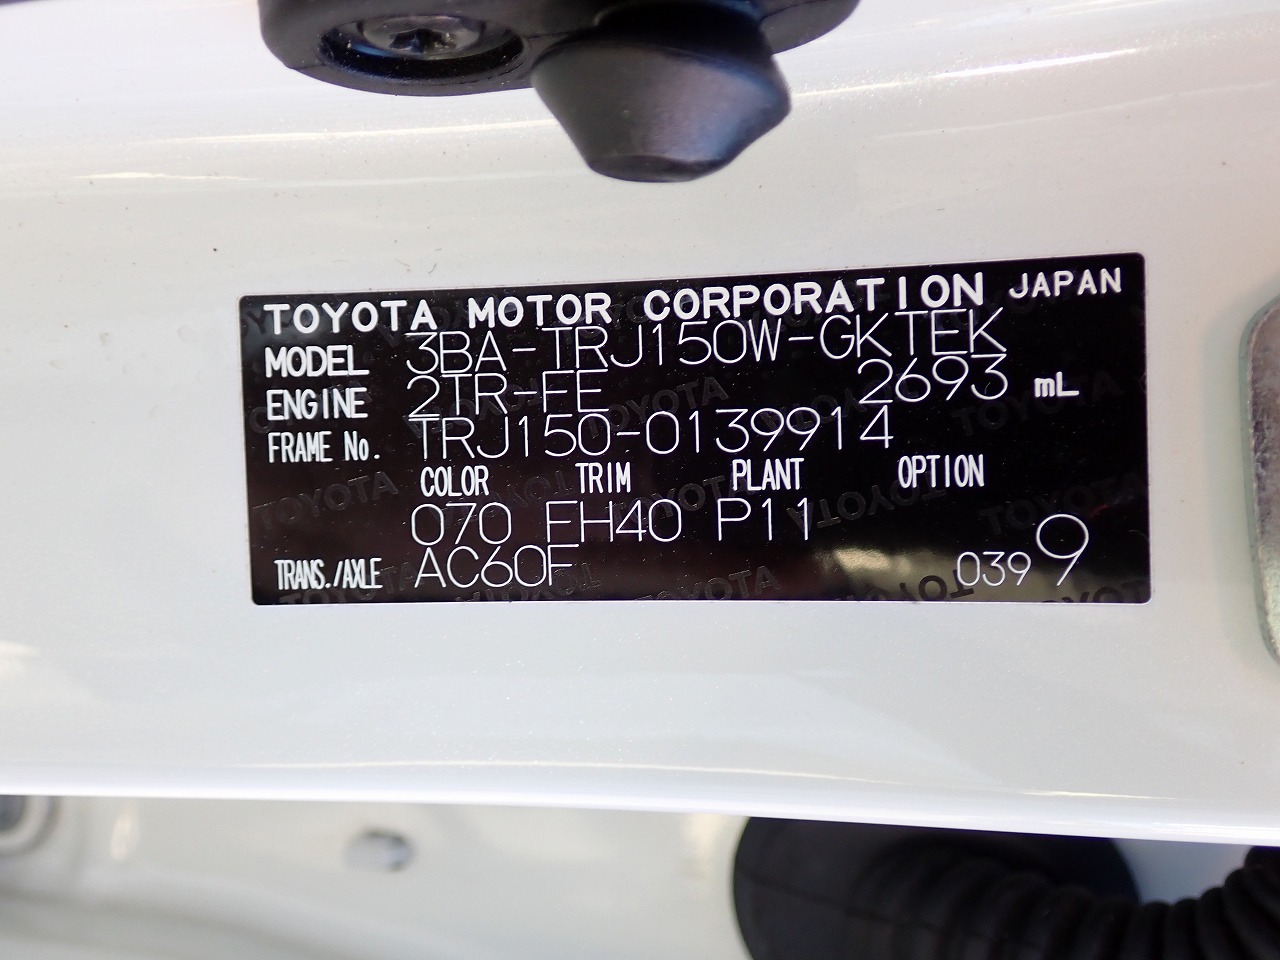 TOYOTA MOTOR CORPORATION JAPAN
MODEL 3BA-TRJ150W-GKTEK
ENGINE 2TR-FE 2693 mL
FRAME No. TRJ150-0139914
COLOR TRIM PLANT OPTION
070 FH40 P11
TRANS./AXLE AC60F 039 9